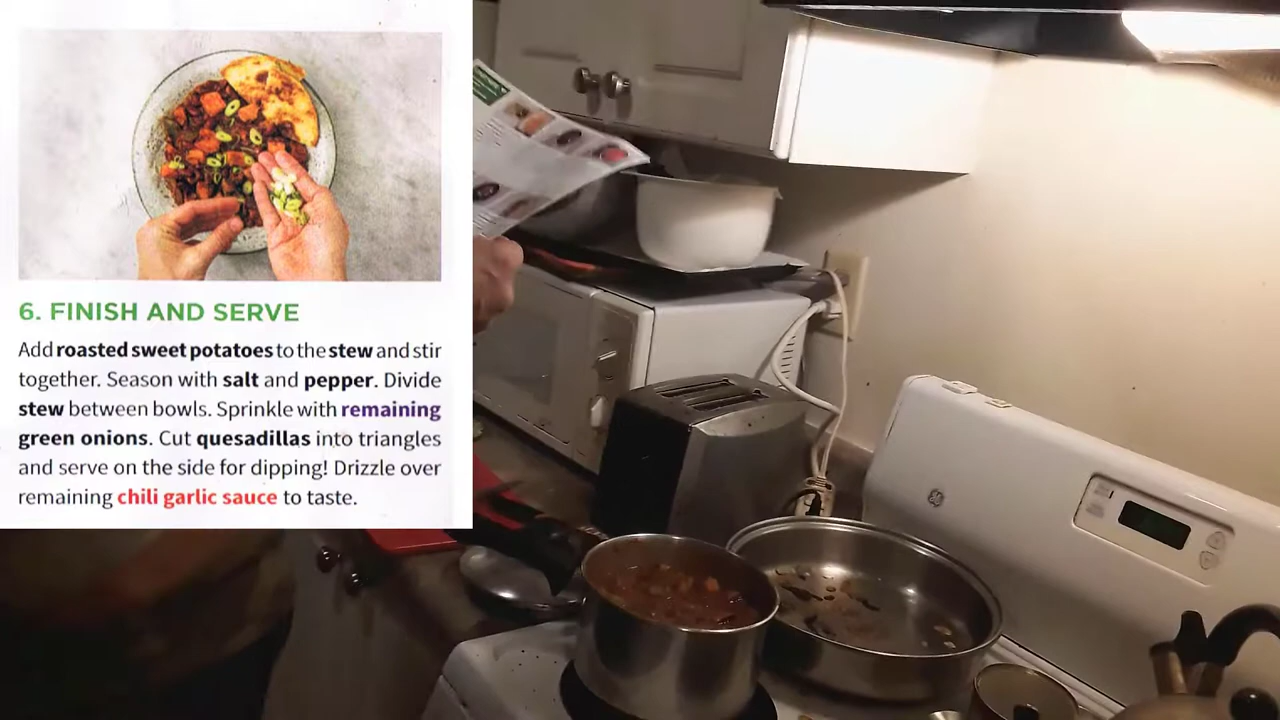 6. FINISH AND SERVE
Add roasted sweet potatoes to the stew and stir
together. Season with salt and pepper. Divide
stew between bowls. Sprinkle with remaining
green onions. Cut quesadillas into triangles
and serve on the side for dipping! Drizzle over
remaining chili garlic sauce to taste.